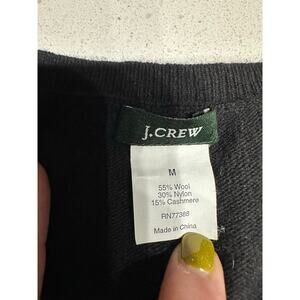 J.CREW
M
55% Wool
30% Nylon
15% Cashmere
RN77388
Made in China